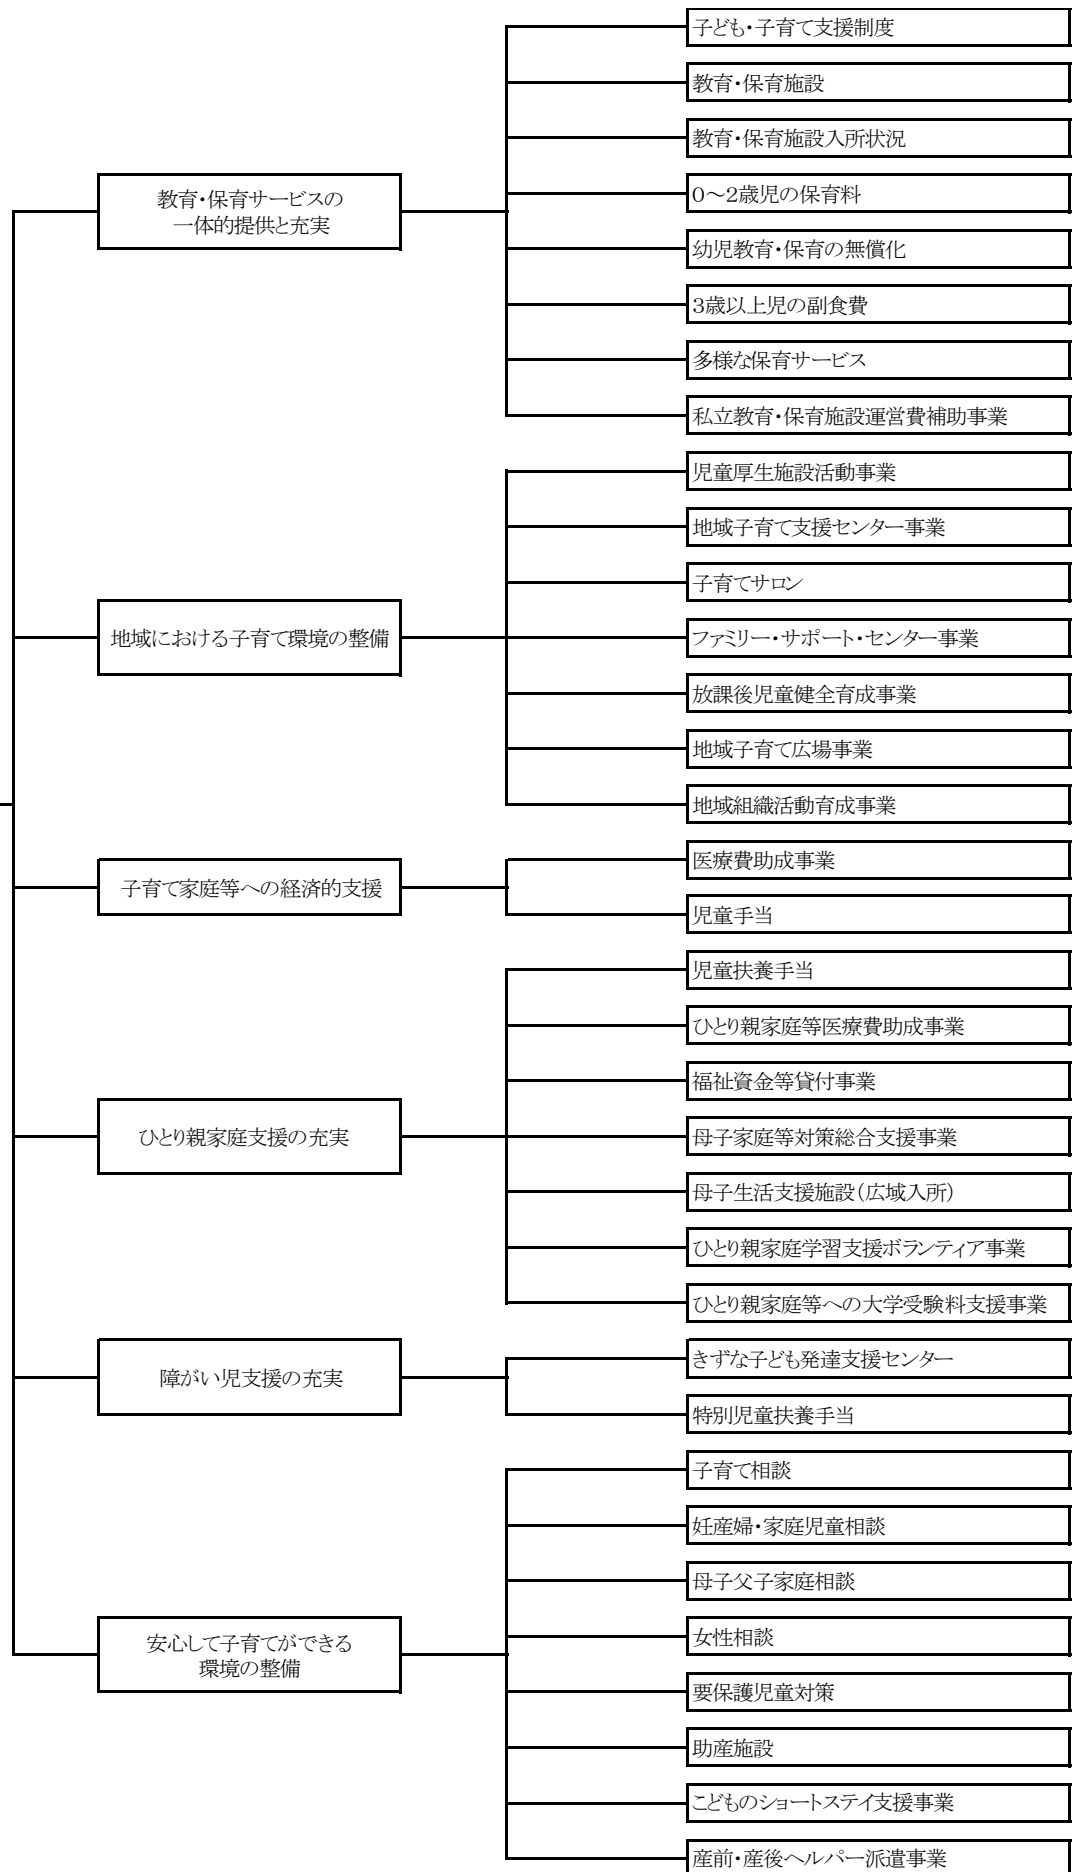 教育・保育サービスの
一体的提供と充実
子ども・子育て支援制度
教育・保育施設
教育・保育施設入所状況
0～2歳児の保育料
幼児教育・保育の無償化
3歳以上児の副食費
多様な保育サービス
私立教育・保育施設運営費補助事業
地域における子育て環境の整備
児童厚生施設活動事業
地域子育て支援センター事業
子育てサロン
ファミリー・サポート・センター事業
放課後児童健全育成事業
地域子育て広場事業
地域組織活動育成事業
子育て家庭等への経済的支援
医療費助成事業
児童手当
ひとり親家庭支援の充実
児童扶養手当
ひとり親家庭等医療費助成事業
福祉資金等貸付事業
母子家庭等対策総合支援事業
母子生活支援施設（広域入所）
ひとり親家庭学習支援ボランティア事業
ひとり親家庭等への大学受験料支援事業
障がい児支援の充実
きずな子ども発達支援センター
特別児童扶養手当
安心して子育てができる
環境の整備
子育て相談
妊産婦・家庭児童相談
母子父子家庭相談
女性相談
要保護児童対策
助産施設
こどものショートステイ支援事業
産前・産後ヘルパー派遣事業